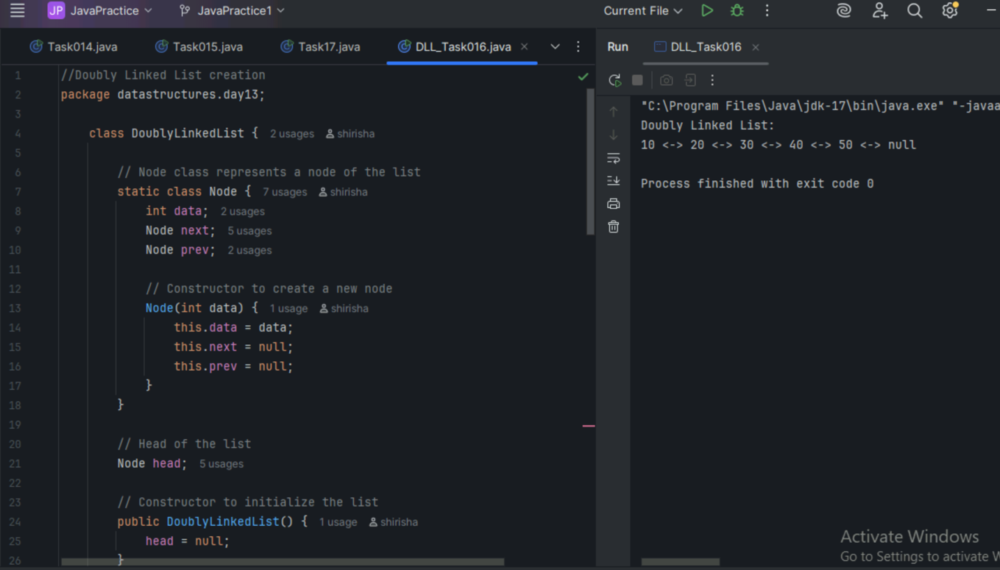 JP JavaPractice JavaPractice1 Current File
Task014.java Task015.java Task17.java DLL_Task016.java
1 //Doubly Linked List creation
2 package datastructures.day13;
3
4 class DoublyLinkedList { 2 usages shirisha
5
6 // Node class represents a node of the list
7 static class Node { 7 usages shirisha
8 int data; 2 usages
9 Node next; 5 usages
10 Node prev; 2 usages
11
12 // Constructor to create a new node
13 Node(int data) { 1 usage shirisha
14 this.data = data;
15 this.next = null;
16 this.prev = null;
17 }
18 }
19
20 // Head of the list
21 Node head; 5 usages
22
23 // Constructor to initialize the list
24 public DoublyLinkedList() { 1 usage shirisha
25 head = null;
26 }
Run DLL_Task016
"C:\Program Files\Java\jdk-17\bin\java.exe" "-javaa
Doubly Linked List:
10 <-> 20 <-> 30 <-> 40 <-> 50 <-> null
Process finished with exit code 0
Activate Windows
Go to Settings to activate W